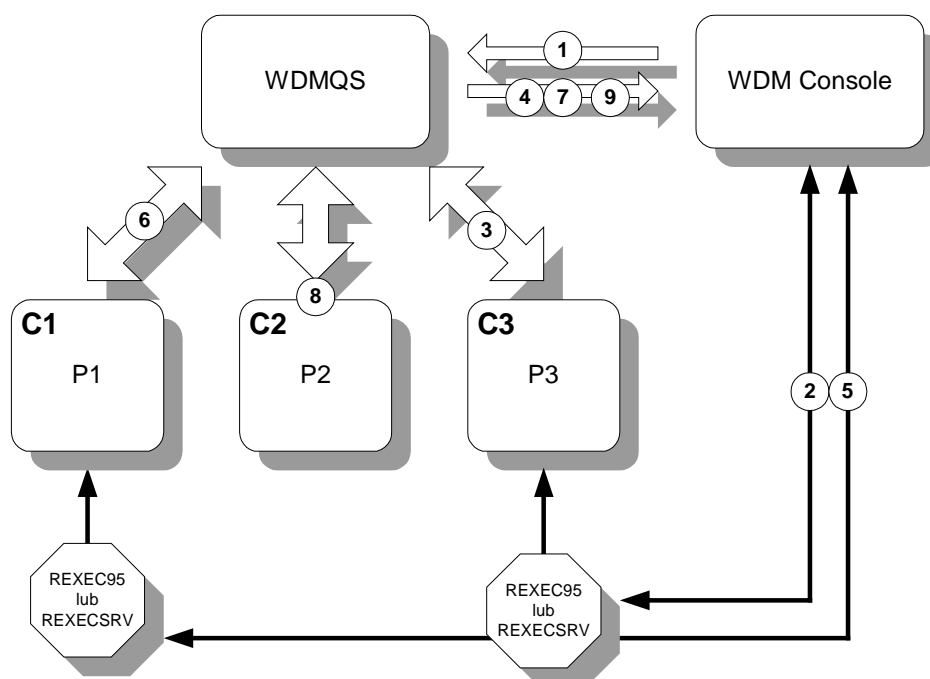 WDMQS
1
WDM Console
4 7 9
6
3
8
C1
C2
C3
P1
P2
P3
2 5
REXEC95
lub
REXECSRV
REXEC95
lub
REXECSRV